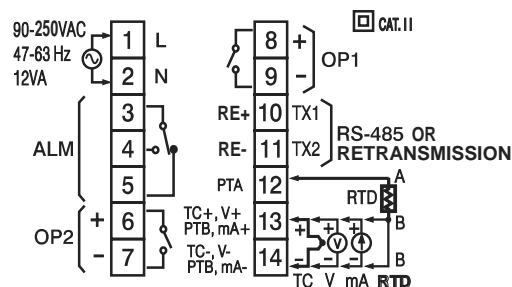 90-250VAC
47-63 Hz
12VA
1 L
2 N
3
ALM 4
5
OP2 + 6
− 7
CAT.II
8 +
OP1
9 −
RE+ 10 TX1
RS-485 OR
RE- 11 TX2
RETRANSMISSION
PTA 12 A
RTD
TC+, V+
PTB, mA+
13 + + + B
V
TC-, V-
PTB, mA-
14 − − − B
TC V mA RTD